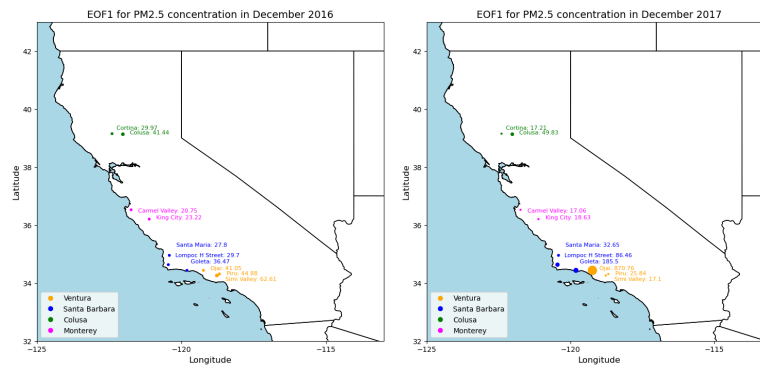 EOF1 for PM2.5 concentration in December 2016
42
40
38
36
34
32
−125
−120
−115
Latitude
Longitude
Cortina: 29.97
Colusa: 41.44
Carmel Valley: 20.75
King City: 23.22
Santa Maria: 27.8
Lompoc H Street: 29.7
Goleta: 36.47
Ojai: 41.05
Piru: 44.88
Simi Valley: 62.61
Ventura
Santa Barbara
Colusa
Monterey
EOF1 for PM2.5 concentration in December 2017
42
40
38
36
34
32
−125
−120
−115
Latitude
Longitude
Cortina: 17.21
Colusa: 49.83
Carmel Valley: 17.06
King City: 18.63
Santa Maria: 32.65
Lompoc H Street: 86.46
Goleta: 185.5
Ojai: 879.76
Piru: 25.84
Simi Valley: 17.1
Ventura
Santa Barbara
Colusa
Monterey